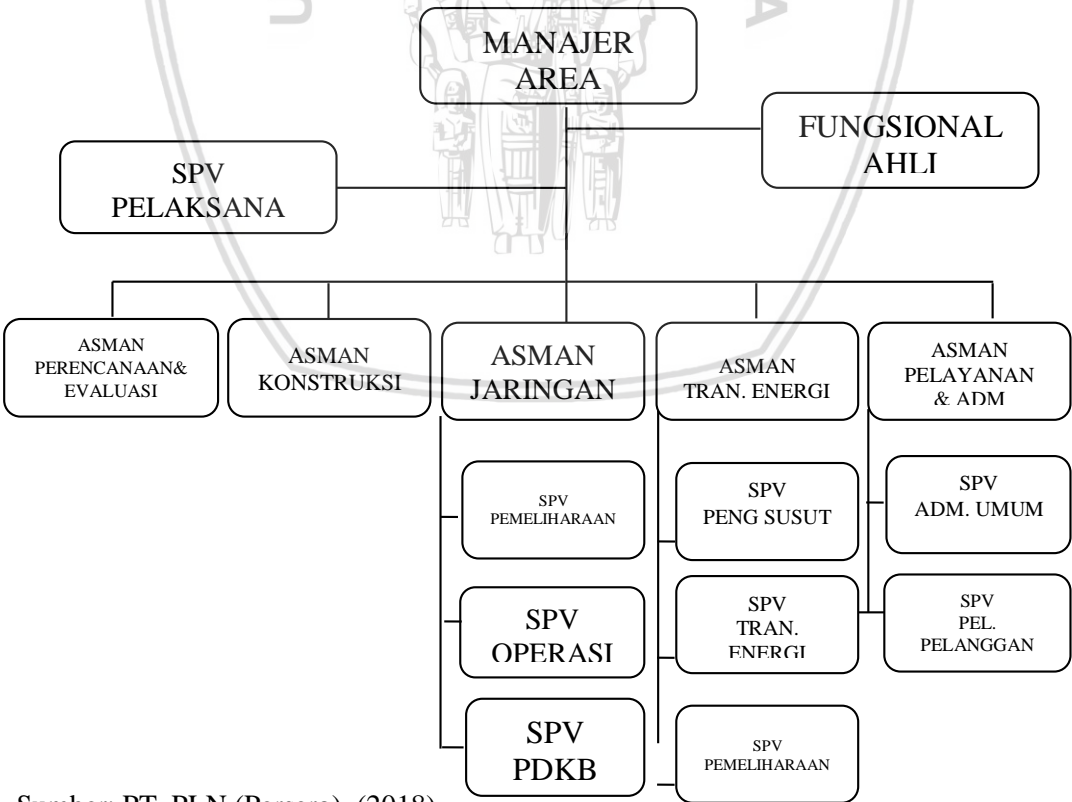 MANAJER
AREA
FUNGSIONAL
AHLI
SPV
PELAKSANA
ASMAN
PERENCANAAN&
EVALUASI
ASMAN
KONSTRUKSI
ASMAN
JARINGAN
ASMAN
TRAN. ENERGI
ASMAN
PELAYANAN
& ADM
SPV
PEMELIHARAAN
SPV
PENG SUSUT
SPV
ADM. UMUM
SPV
OPERASI
SPV
TRAN.
ENERGI
SPV
PEL.
PELANGGAN
SPV
PDKB
SPV
PEMELIHARAAN
Sumber: PT. PLN (Persero), (2018)